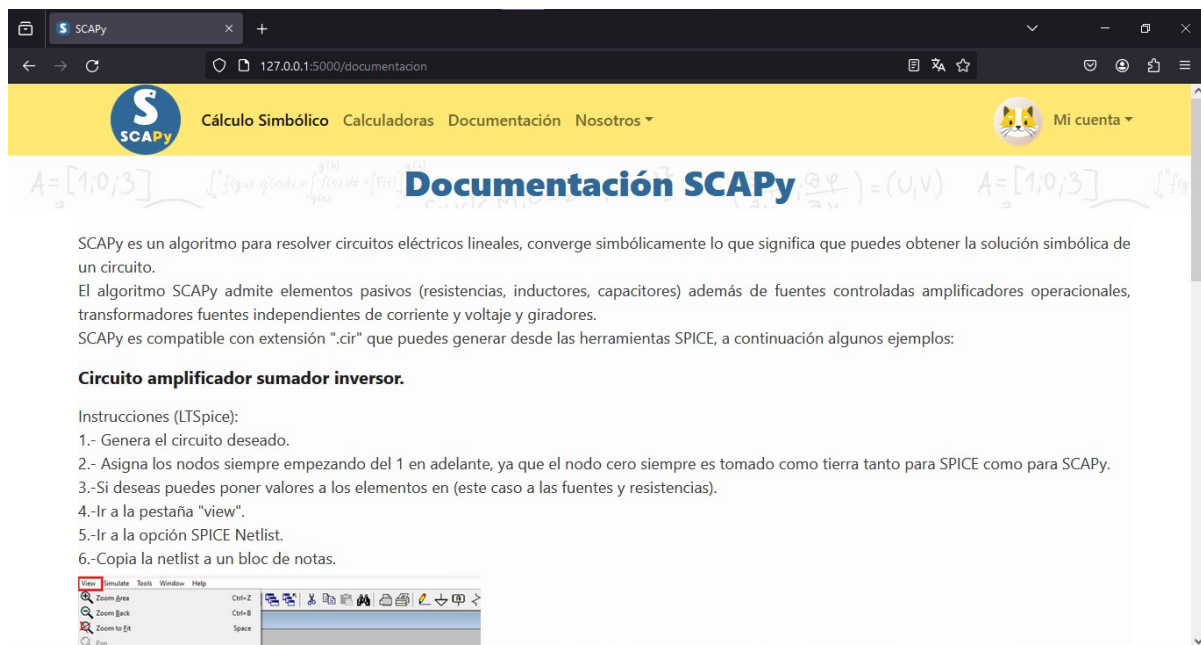 SCAPy
127.0.0.1:5000/documentacion
S
SCAPy
Cálculo Simbólico Calculadoras Documentación Nosotros
Mi cuenta
A=[1;0;3]
Documentación SCAPy
=(U,V) A=[1;0;3]
SCAPy es un algoritmo para resolver circuitos eléctricos lineales, converge simbólicamente lo que significa que puedes obtener la solución simbólica de
un circuito.
El algoritmo SCAPy admite elementos pasivos (resistencias, inductores, capacitores) además de fuentes controladas amplificadores operacionales,
transformadores fuentes independientes de corriente y voltaje y giradores.
SCAPy es compatible con extensión ".cir" que puedes generar desde las herramientas SPICE, a continuación algunos ejemplos:
Circuito amplificador sumador inversor.
Instrucciones (LTSpice):
1.- Genera el circuito deseado.
2.- Asigna los nodos siempre empezando del 1 en adelante, ya que el nodo cero siempre es tomado como tierra tanto para SPICE como para SCAPy.
3.-Si deseas puedes poner valores a los elementos en (este caso a las fuentes y resistencias).
4.-Ir a la pestaña "view".
5.-Ir a la opción SPICE Netlist.
6.-Copia la netlist a un bloc de notas.
View Simulate Tools Window Help
Zoom Area Ctrl+Z
Zoom Back Ctrl+B
Zoom to Fit Space
Pan